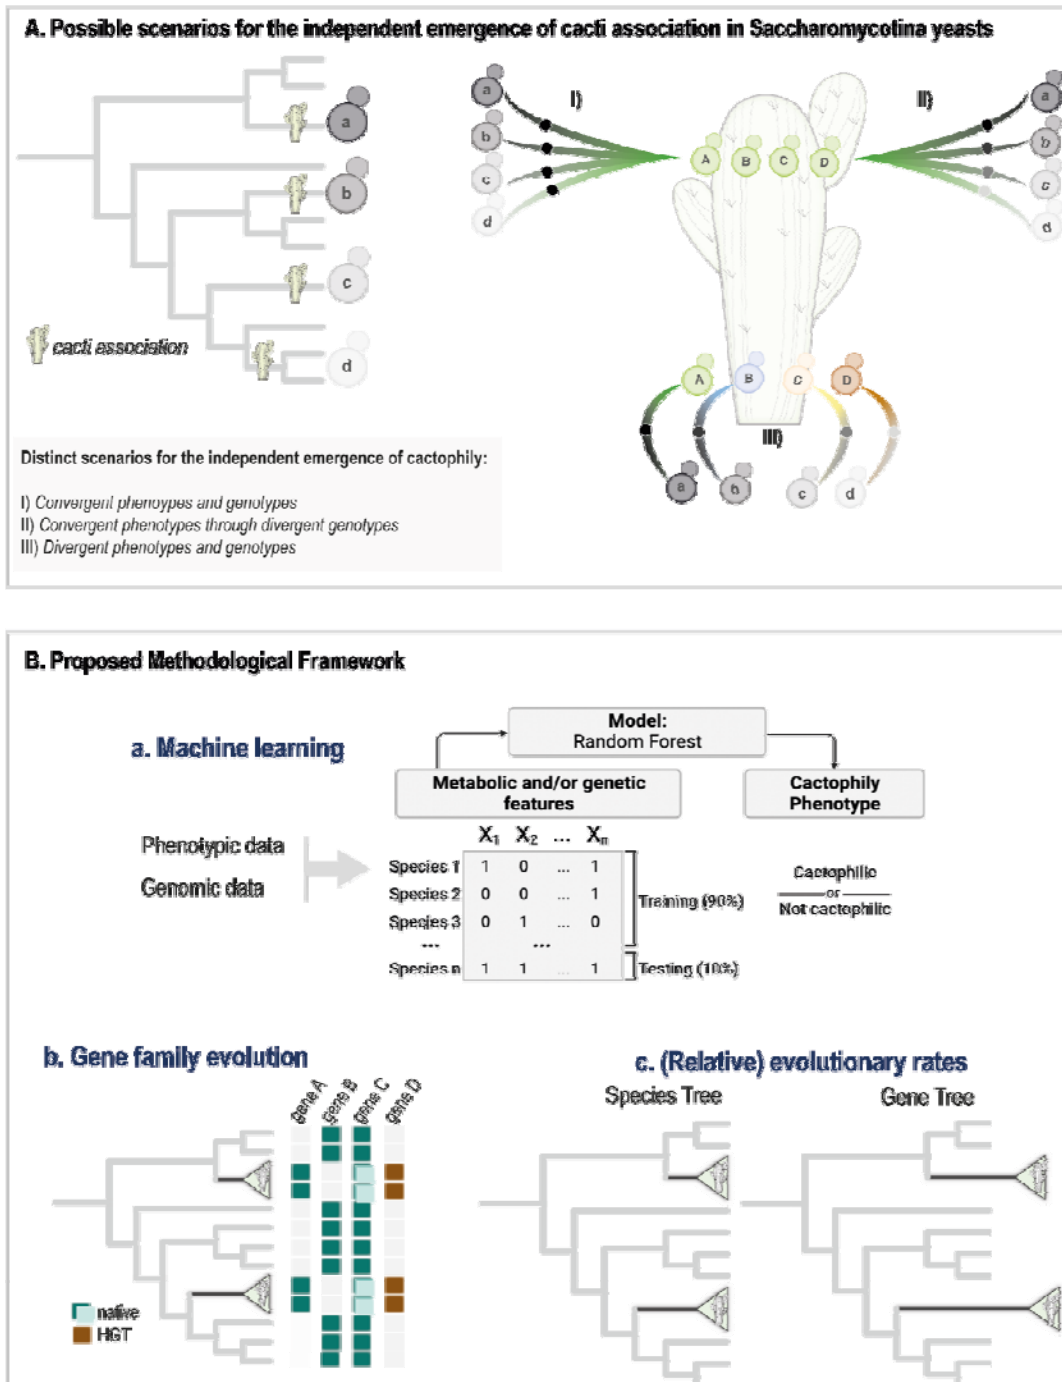 A. Possible scenarios for the independent emergence of cacti association in Saccharomycotina yeasts
a
b
c
d
cacti association
I)
II)
a
b
c
d
A B C D
a
b
c
d
A B C D
III)
a b c d
Distinct scenarios for the independent emergence of cactophily:
I) Convergent phenoypes and genotypes
II) Convergent phenotypes through divergent genotypes
III) Divergent phenotypes and genotypes
B. Proposed Methodological Framework
a. Machine learning
Model:
Random Forest
Metabolic and/or genetic
features
Cactophily
Phenotype
Phenotypic data
Genomic data
X1 X2 ... Xn
Species 1 1 0 ... 1
Species 2 0 0 ... 1
Species 3 0 1 ... 0
... ...
Species n 1 1 ... 1
Training (90%)
Testing (10%)
Cactophilic
or
Not cactophilic
b. Gene family evolution
gene A gene B gene C gene D
native
HGT
c. (Relative) evolutionary rates
Species Tree Gene Tree